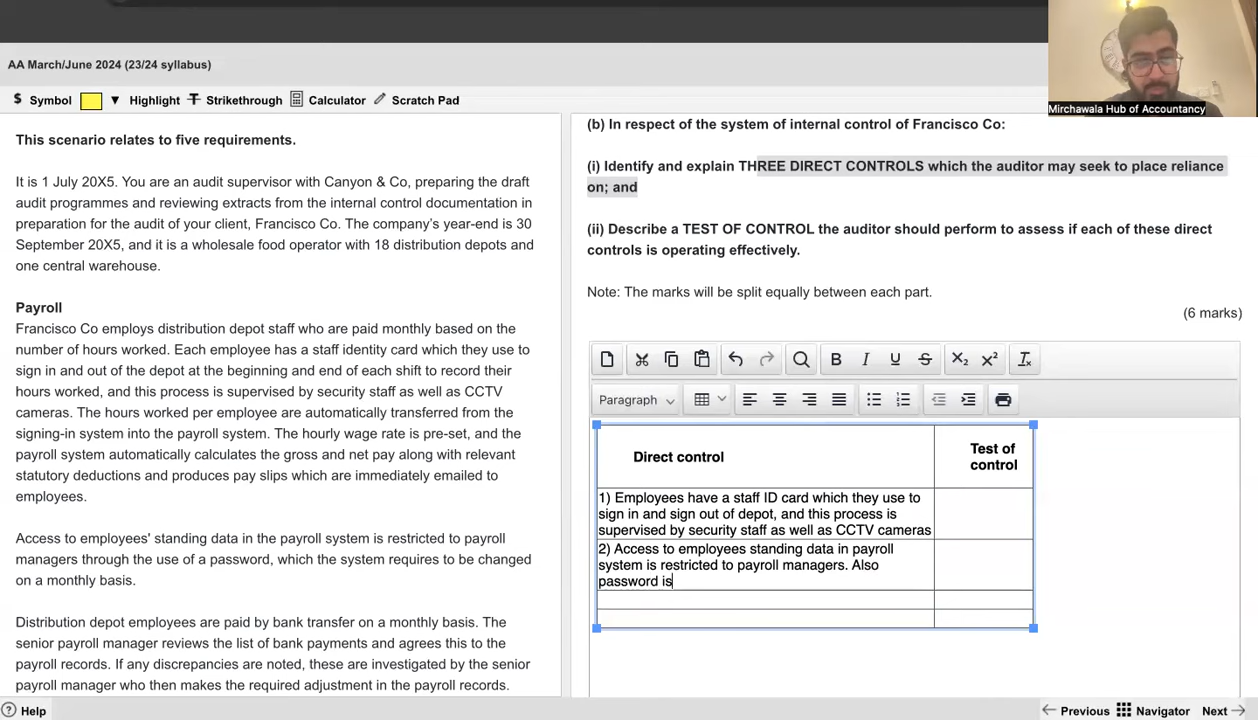 AA March/June 2024 (23/24 syllabus)
$ Symbol Highlight Strikethrough Calculator Scratch Pad
Mirchawala Hub of Accountancy
This scenario relates to five requirements.
It is 1 July 20X5. You are an audit supervisor with Canyon & Co, preparing the draft
audit programmes and reviewing extracts from the internal control documentation in
preparation for the audit of your client, Francisco Co. The company's year-end is 30
September 20X5, and it is a wholesale food operator with 18 distribution depots and
one central warehouse.
Payroll
Francisco Co employs distribution depot staff who are paid monthly based on the
number of hours worked. Each employee has a staff identity card which they use to
sign in and out of the depot at the beginning and end of each shift to record their
hours worked, and this process is supervised by security staff as well as CCTV
cameras. The hours worked per employee are automatically transferred from the
signing-in system into the payroll system. The hourly wage rate is pre-set, and the
payroll system automatically calculates the gross and net pay along with relevant
statutory deductions and produces pay slips which are immediately emailed to
employees.
Access to employees' standing data in the payroll system is restricted to payroll
managers through the use of a password, which the system requires to be changed
on a monthly basis.
Distribution depot employees are paid by bank transfer on a monthly basis. The
senior payroll manager reviews the list of bank payments and agrees this to the
payroll records. If any discrepancies are noted, these are investigated by the senior
payroll manager who then makes the required adjustment in the payroll records.
(b) In respect of the system of internal control of Francisco Co:
(i) Identify and explain THREE DIRECT CONTROLS which the auditor may seek to place reliance
on; and
(ii) Describe a TEST OF CONTROL the auditor should perform to assess if each of these direct
controls is operating effectively.
Note: The marks will be split equally between each part.
(6 marks)
B I U S X₂ X² Tx
Paragraph
Direct control
Test of
control
1) Employees have a staff ID card which they use to
sign in and sign out of depot, and this process is
supervised by security staff as well as CCTV cameras
2) Access to employees standing data in payroll
system is restricted to payroll managers. Also
password is
? Help
Previous Navigator Next